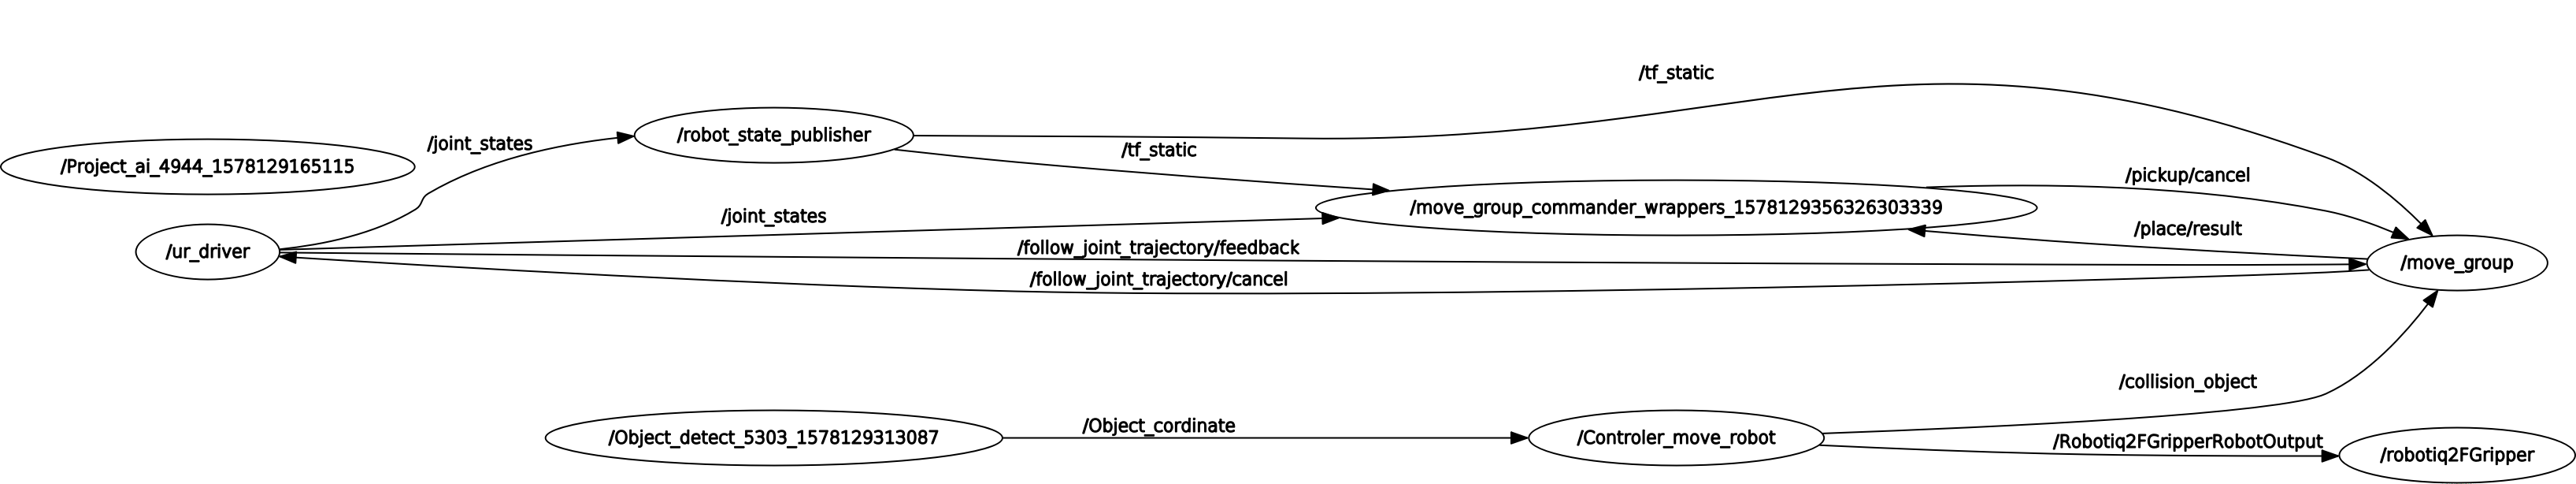 /tf_static
/joint_states
/robot_state_publisher
/tf_static
/Project_ai_4944_1578129165115
/pickup/cancel
/joint_states
/move_group_commander_wrappers_1578129356326303339
/place/result
/ur_driver
/follow_joint_trajectory/feedback
/move_group
/follow_joint_trajectory/cancel
/collision_object
/Object_detect_5303_1578129313087
/Object_cordinate
/Controler_move_robot
/Robotiq2FGripperRobotOutput
/robotiq2FGripper